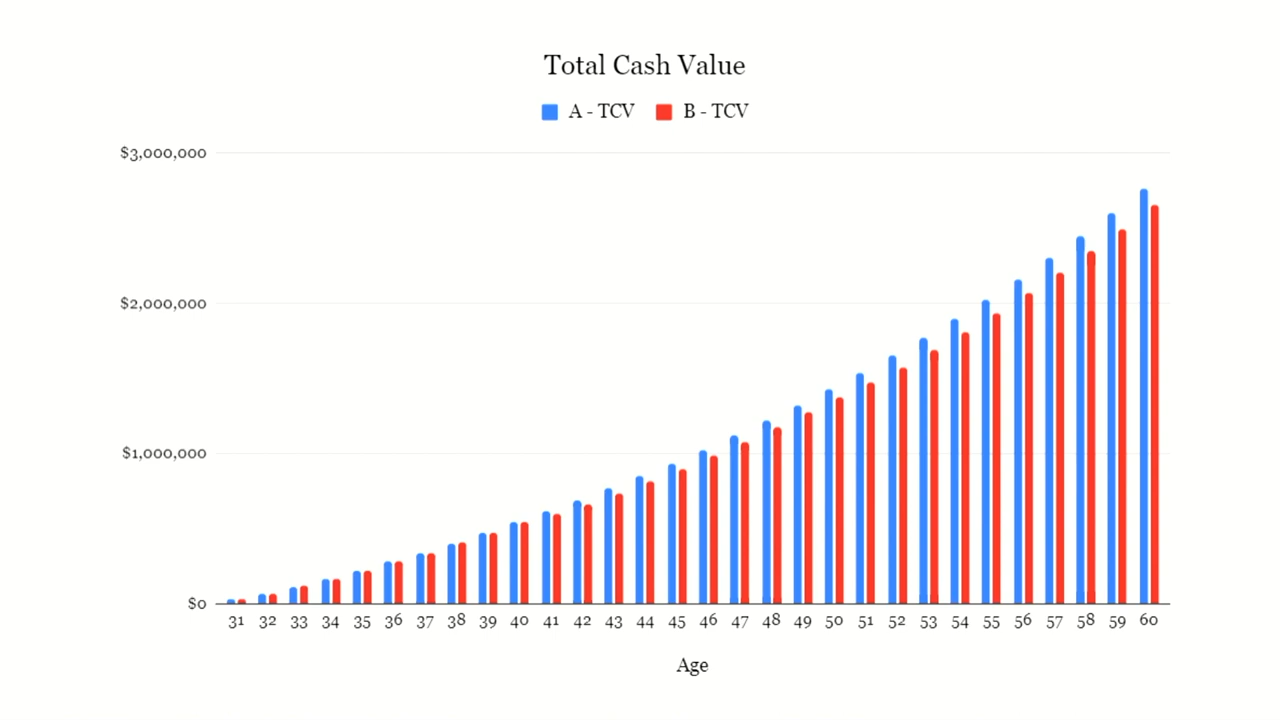 Total Cash Value
A - TCV B - TCV
$3,000,000
$2,000,000
$1,000,000
$0
31 32 33 34 35 36 37 38 39 40 41 42 43 44 45 46 47 48 49 50 51 52 53 54 55 56 57 58 59 60
Age